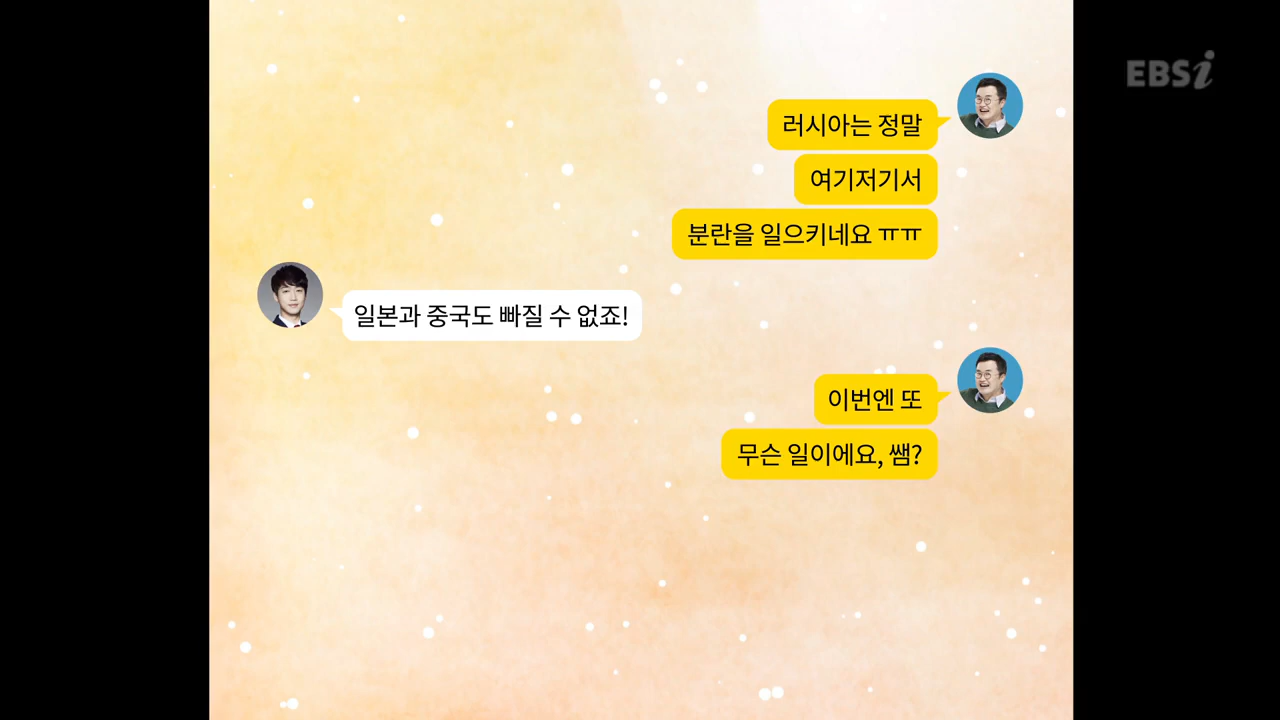 EBSi
러시아는 정말
여기저기서
분란을 일으키네요 ㅠㅠ
일본과 중국도 빠질 수 없죠!
이번엔 또
무슨 일이에요, 쌤?